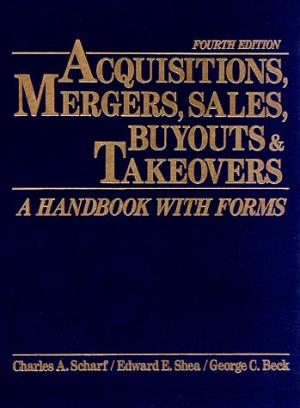 FOURTH EDITION
ACQUISITIONS,
MERGERS, SALES,
BUYOUTS &
TAKEOVERS
A HANDBOOK WITH FORMS
Charles A. Scharf / Edward E. Shea / George C. Beck